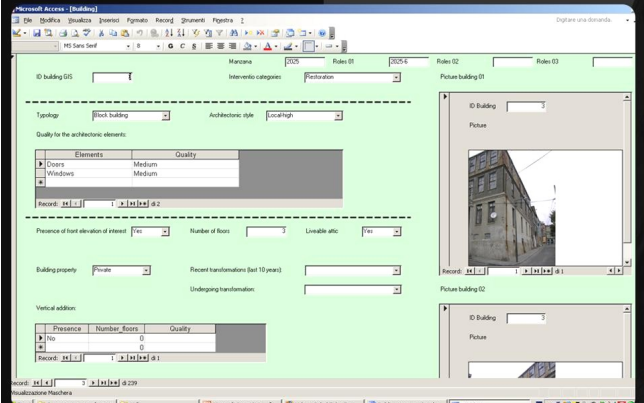 Microsoft Access - [Building]
File Modifica Visualizza Inserisci Formato Record Strumenti Finestra ? Digitare una domanda.
MS Sans Serif 8 G C S
Manzana 2025 Roles 01 2025-6 Roles 02 Roles 03
ID building GIS Interventio categories Restoration Picture building 01
ID Building 3
Typology Block building Architectonic style Local-high
Picture
Quality for the architectonic elements:
Elements Quality
Doors Medium
Windows Medium
Record: 1 di 2
Presence of front elevation of interest Yes Number of floors 3 Liveable attic Yes
Building property Private Recent transformations (last 10 years):
Record: 1 di 1
Undergoing transformation:
Picture building 02
Vertical addition:
ID Building 3
Presence Number_floors Quality
No 0
0
Picture
Record: 1 di 1
Record: 3 di 239
Visualizzazione Maschera